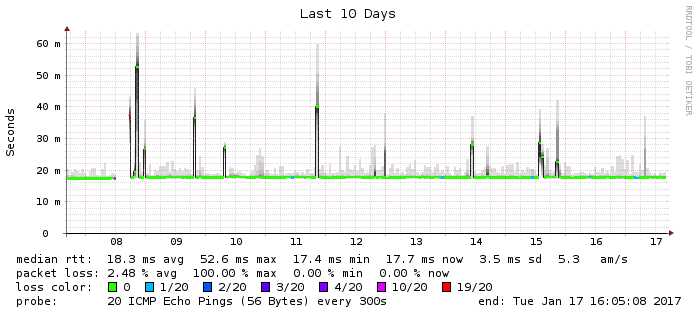 Last 10 Days
RRDTOOL / TOBI OETIKER
Seconds
60 m
50 m
40 m
30 m
20 m
10 m
0
08 09 10 11 12 13 14 15 16 17
median rtt: 18.3 ms avg 52.6 ms max 17.4 ms min 17.7 ms now 3.5 ms sd 5.3 am/s
packet loss: 2.48 % avg 100.00 % max 0.00 % min 0.00 % now
loss color: 0 1/20 2/20 3/20 4/20 10/20 19/20
probe: 20 ICMP Echo Pings (56 Bytes) every 300s end: Tue Jan 17 16:05:08 2017